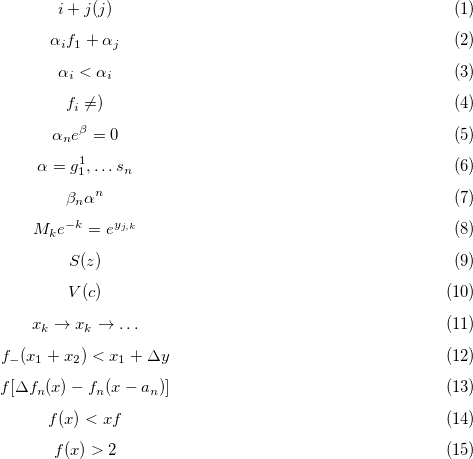 i + j(j) (1)
α_i f_1 + α_j (2)
α_i < α_i (3)
f_i ≠) (4)
α_n e^β = 0 (5)
α = g_1^1, … s_n (6)
β_n α^n (7)
M_k e^{−k} = e^{y_{j,k}} (8)
S(z) (9)
V(c) (10)
x_k → x_k → … (11)
f_−(x_1 + x_2) < x_1 + Δy (12)
f[Δf_n(x) − f_n(x − a_n)] (13)
f(x) < xf (14)
f(x) > 2 (15)